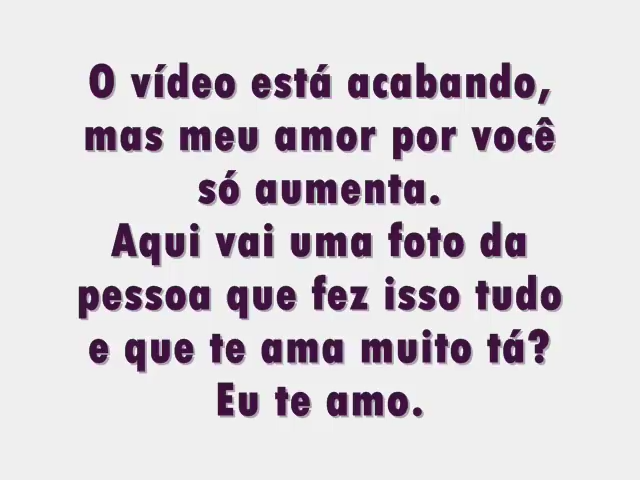 O vídeo está acabando,
mas meu amor por você
só aumenta.
Aqui vai uma foto da
pessoa que fez isso tudo
e que te ama muito tá?
Eu te amo.